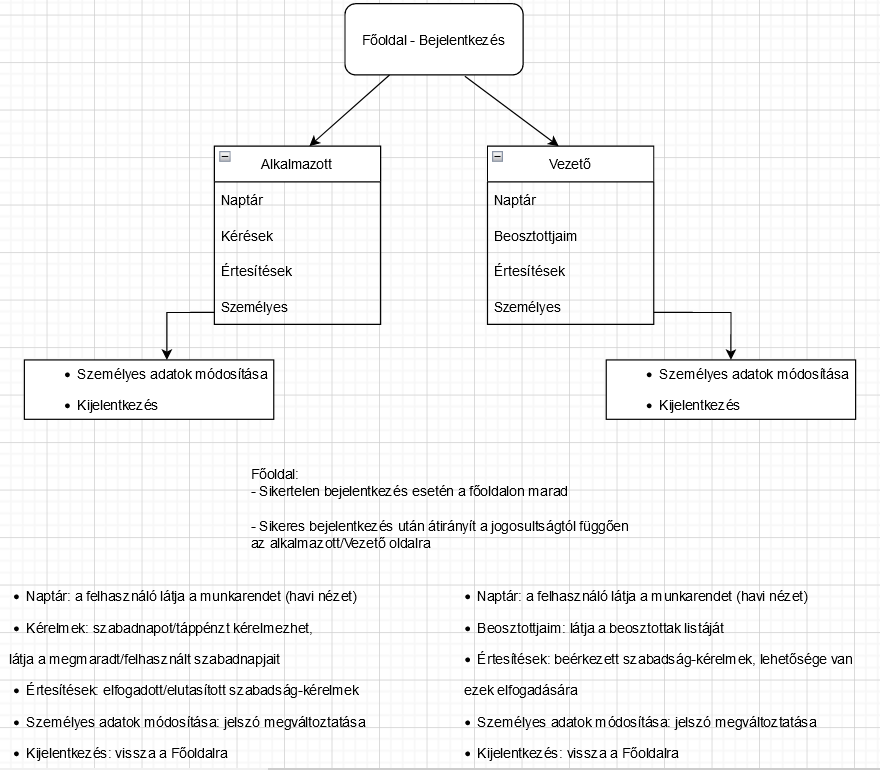 Főoldal - Bejelentkezés
Alkalmazott
Naptár
Kérések
Értesítések
Személyes
Vezető
Naptár
Beosztottjaim
Értesítések
Személyes
• Személyes adatok módosítása
• Kijelentkezés
• Személyes adatok módosítása
• Kijelentkezés
Főoldal:
- Sikertelen bejelentkezés esetén a főoldalon marad
- Sikeres bejelentkezés után átirányít a jogosultságtól függően
az alkalmazott/Vezető oldalra
• Naptár: a felhasználó látja a munkarendet (havi nézet)
• Kérelmek: szabadnapot/táppénzt kérelmezhet,
látja a megmaradt/felhasznált szabadnapjait
• Értesítések: elfogadott/elutasított szabadság-kérelmek
• Személyes adatok módosítása: jelszó megváltoztatása
• Kijelentkezés: vissza a Főoldalra
• Naptár: a felhasználó látja a munkarendet (havi nézet)
• Beosztottjaim: látja a beosztottak listáját
• Értesítések: beérkezett szabadság-kérelmek, lehetősége van
ezek elfogadására
• Személyes adatok módosítása: jelszó megváltoztatása
• Kijelentkezés: vissza a Főoldalra